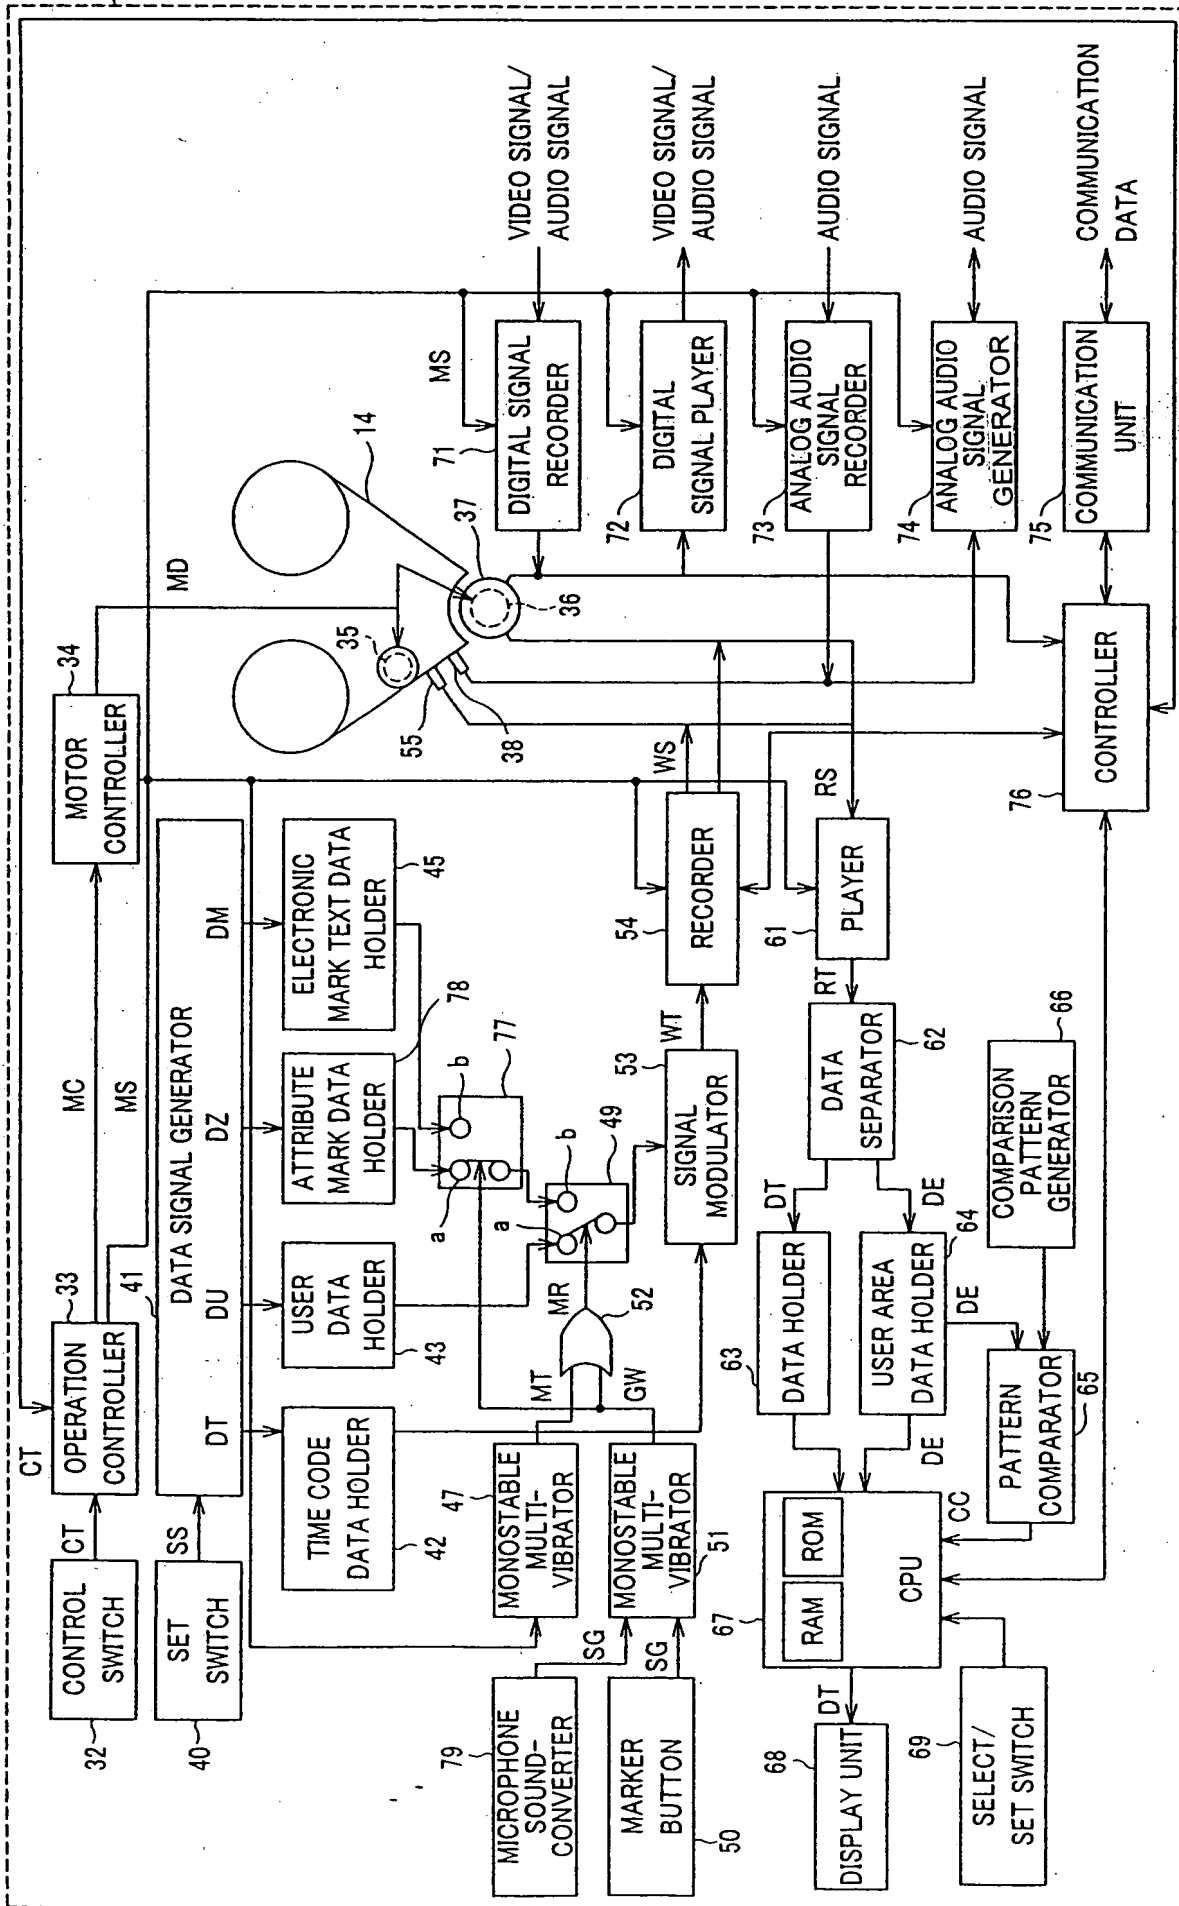 CT
CONTROL
SWITCH
32
CT
OPERATION
CONTROLLER
33
MC
MS
MOTOR
CONTROLLER
34
MD
SET
SWITCH
40
SS
DATA SIGNAL GENERATOR
41
DT
DU
DZ
DM
TIME CODE
DATA HOLDER
42
USER
DATA
HOLDER
43
ATTRIBUTE
MARK DATA
HOLDER
78
ELECTRONIC
MARK TEXT DATA
HOLDER
45
35
14
37
36
55
38
a
b
77
a
b
49
MONOSTABLE
MULTI-
VIBRATOR
47
MT
MR
52
GW
MONOSTABLE
MULTI-
VIBRATOR
51
MICROPHONE
SOUND-
CONVERTER
79
SG
MARKER
BUTTON
50
SG
SIGNAL
MODULATOR
53
WT
RECORDER
54
WS
RS
PLAYER
61
RT
DATA
SEPARATOR
62
DT
DE
DATA HOLDER
63
USER AREA
DATA HOLDER
64
DE
DE
COMPARISON
PATTERN
GENERATOR
66
PATTERN
COMPARATOR
65
CC
RAM
ROM
CPU
67
DT
DISPLAY UNIT
68
SELECT/
SET SWITCH
69
MS
DIGITAL SIGNAL
RECORDER
71
VIDEO SIGNAL/
AUDIO SIGNAL
DIGITAL
SIGNAL PLAYER
72
VIDEO SIGNAL/
AUDIO SIGNAL
ANALOG AUDIO
SIGNAL
RECORDER
73
AUDIO SIGNAL
ANALOG AUDIO
SIGNAL
GENERATOR
74
AUDIO SIGNAL
COMMUNICATION
UNIT
75
COMMUNICATION
DATA
CONTROLLER
76